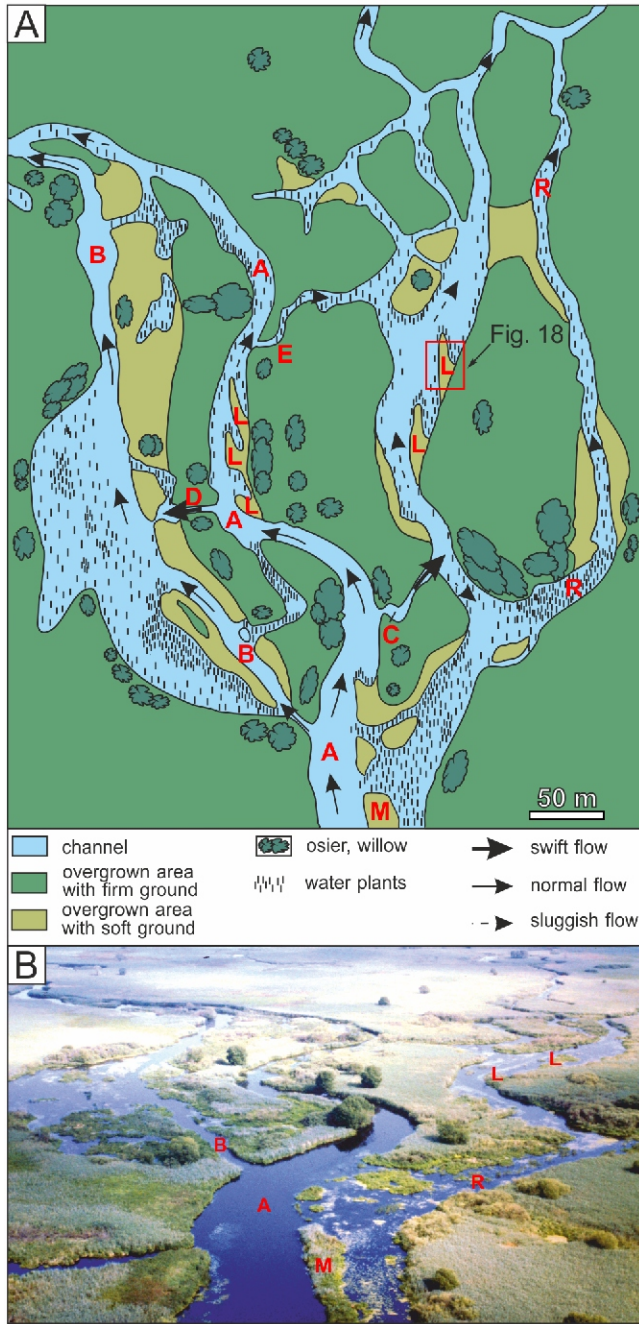 A
B
A
R
E
Fig. 18
L
L
L
L
D
A
L
R
B
C
A
M
50 m
channel
osier, willow
swift flow
overgrown area
with firm ground
water plants
normal flow
overgrown area
with soft ground
sluggish flow
B
L
L
B
R
A
M